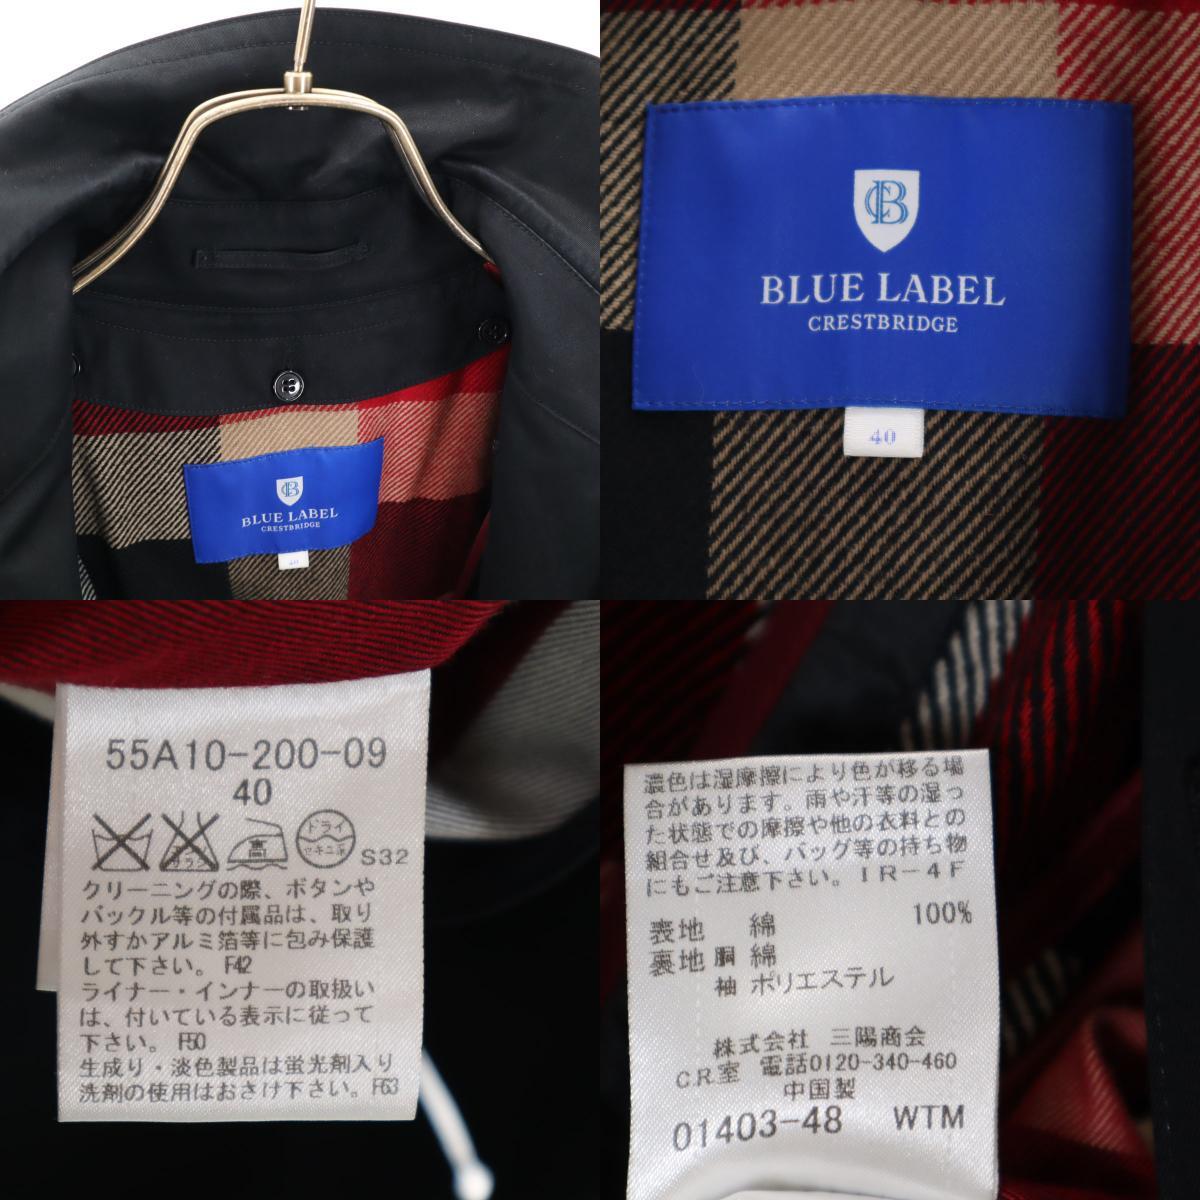 BLUE LABEL
CRESTBRIDGE
40
CB
BLUE LABEL
CRESTBRIDGE
40
55A10-200-09
40
高
ドライ
セキユ系
S32
クリーニングの際、ボタンや
バックル等の付属品は、取り
外すかアルミ箔等に包み保護
して下さい。F42
ライナー・インナーの取扱い
は、付いている表示に従って
下さい。F50
生成り・淡色製品は蛍光剤入り
洗剤の使用はおさけ下さい。F63
濃色は湿摩擦により色が移る場
合があります。雨や汗等の湿っ
た状態での摩擦や他の衣料との
組合せ及び、バッグ等の持ち物
にもご注意下さい。IR-4F
表地 綿 100%
裏地 胴 綿
袖 ポリエステル
株式会社 三陽商会
CR室 電話0120-340-460
中国製
01403-48 WTM